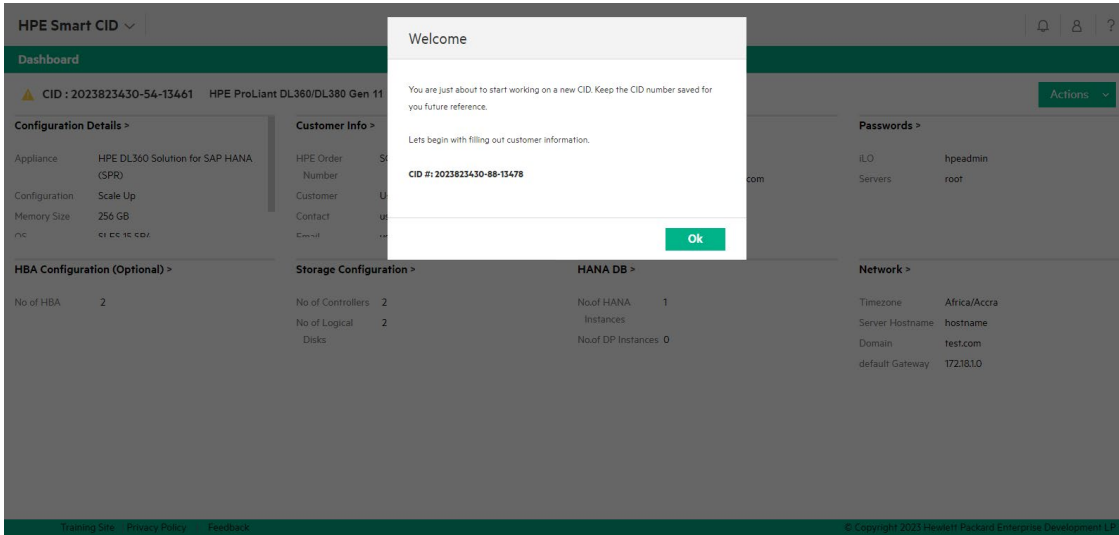 HPE Smart CID
Dashboard
Welcome
You are just about to start working on a new CID. Keep the CID number saved for
you future reference.
Lets begin with filling out customer information.
CID #: 2023823430-88-13478
Ok
CID : 2023823430-54-13461 HPE ProLiant DL360/DL380 Gen 11
Actions
Configuration Details >
Appliance HPE DL360 Solution for SAP HANA
(SPR)
Configuration Scale Up
Memory Size 256 GB
OS SLES 15 SP4
Customer Info >
HPE Order
Number
Customer
Contact
Email
com
Passwords >
iLO hpeadmin
Servers root
HBA Configuration (Optional) >
No of HBA 2
Storage Configuration >
No of Controllers 2
No of Logical 2
Disks
HANA DB >
No.of HANA 1
Instances
No.of DP Instances 0
Network >
Timezone Africa/Accra
Server Hostname hostname
Domain test.com
default Gateway 172.18.1.0
Training Site Privacy Policy Feedback
© Copyright 2023 Hewlett Packard Enterprise Development LP